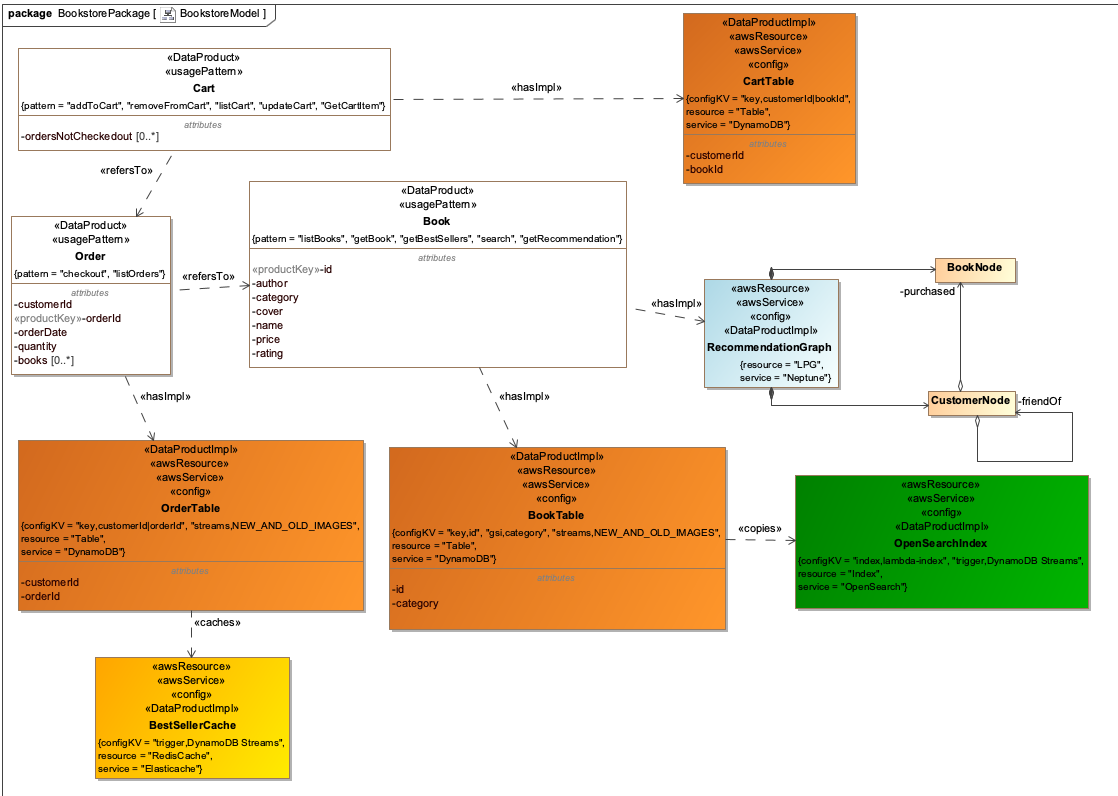 package BookstorePackage [ BookstoreModel ]
«DataProduct»
«usagePattern»
Cart
{pattern = "addToCart", "removeFromCart", "listCart", "updateCart", "GetCartItem"}
attributes
-ordersNotCheckedout [0..*]
«hasImpl»
«DataProductImpl»
«awsResource»
«awsService»
«config»
CartTable
{configKV = "key,customerId|bookId",
resource = "Table",
service = "DynamoDB"}
attributes
-customerId
-bookId
«refersTo»
«DataProduct»
«usagePattern»
Order
{pattern = "checkout", "listOrders"}
attributes
-customerId
«productKey»-orderId
-orderDate
-quantity
-books [0..*]
«refersTo»
«DataProduct»
«usagePattern»
Book
{pattern = "listBooks", "getBook", "getBestSellers", "search", "getRecommendation"}
attributes
«productKey»-id
-author
-category
-cover
-name
-price
-rating
«hasImpl»
«awsResource»
«awsService»
«config»
«DataProductImpl»
RecommendationGraph
{resource = "LPG",
service = "Neptune"}
BookNode
-purchased
CustomerNode
-friendOf
«hasImpl»
«hasImpl»
«DataProductImpl»
«awsResource»
«awsService»
«config»
OrderTable
{configKV = "key,customerId|orderId", "streams,NEW_AND_OLD_IMAGES",
resource = "Table",
service = "DynamoDB"}
attributes
-customerId
-orderId
«DataProductImpl»
«awsResource»
«awsService»
«config»
BookTable
{configKV = "key,id", "gsi,category", "streams,NEW_AND_OLD_IMAGES",
resource = "Table",
service = "DynamoDB"}
attributes
-id
-category
«copies»
«awsResource»
«awsService»
«config»
«DataProductImpl»
OpenSearchIndex
{configKV = "index,lambda-index", "trigger,DynamoDB Streams",
resource = "Index",
service = "OpenSearch"}
«caches»
«awsResource»
«awsService»
«config»
«DataProductImpl»
BestSellerCache
{configKV = "trigger,DynamoDB Streams",
resource = "RedisCache",
service = "Elasticache"}